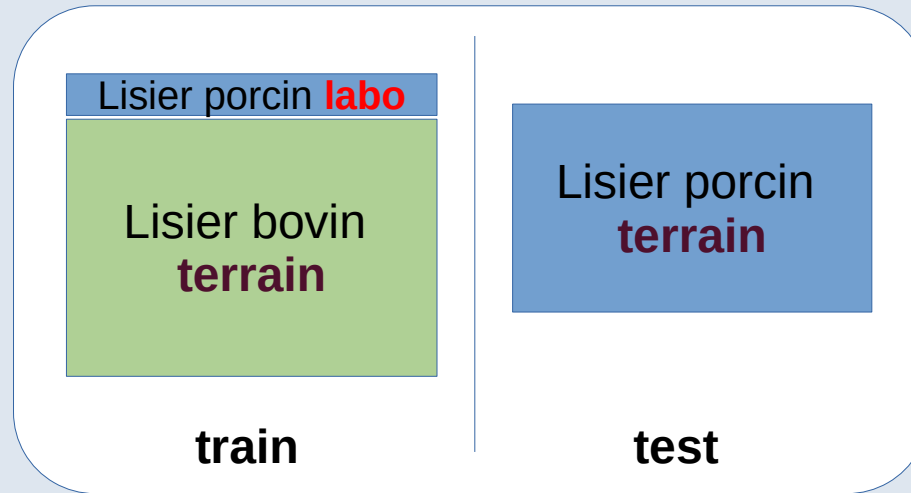 Lisier porcin labo
Lisier bovin
terrain
train
Lisier porcin
terrain
test